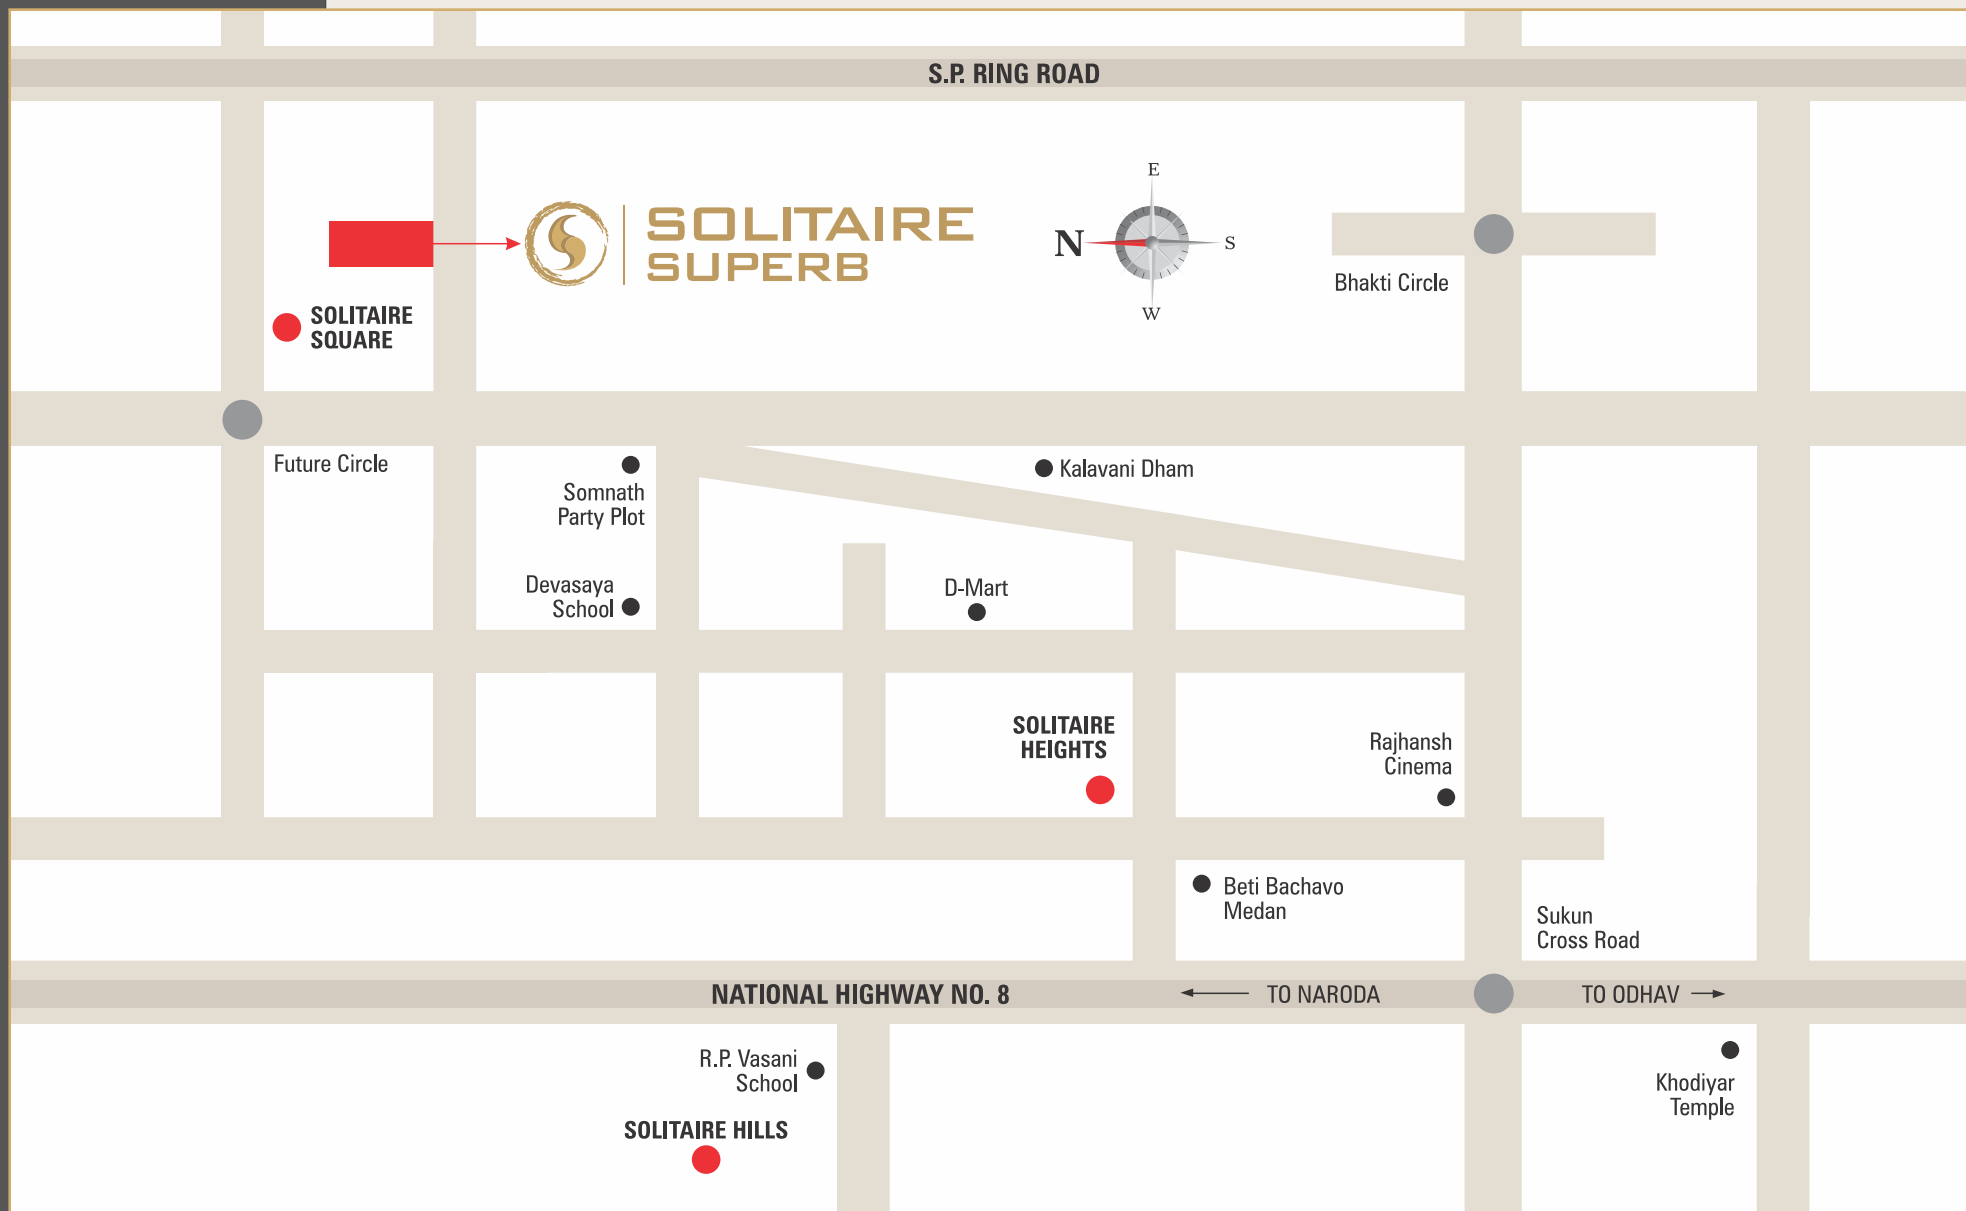 S.P. RING ROAD
E
SOLITAIRE
SUPERB
N
S
W
Bhakti Circle
SOLITAIRE
SQUARE
Future Circle
Somnath
Party Plot
Kalavani Dham
Devasaya
School
D-Mart
SOLITAIRE
HEIGHTS
Rajhansh
Cinema
Beti Bachavo
Medan
Sukun
Cross Road
NATIONAL HIGHWAY NO. 8
TO NARODA
TO ODHAV
R.P. Vasani
School
Khodiyar
Temple
SOLITAIRE HILLS